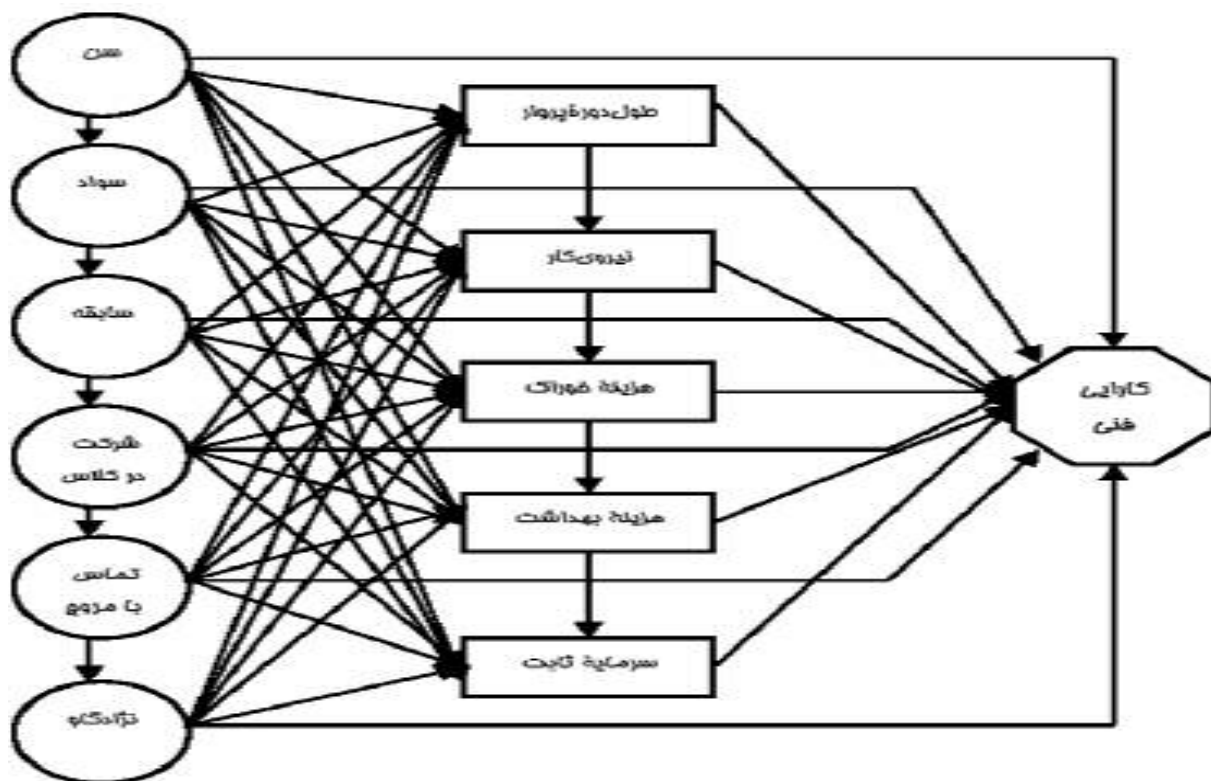 سن
سواد
سابقه
شرکت
در کلاس
تماس
با مروج
نژادگاو
طول‌دورهٔ‌پروار
نیروی‌کار
هزینهٔ خوراک
هزینهٔ بهداشت
سرمایهٔ ثابت
کارایی
فنی